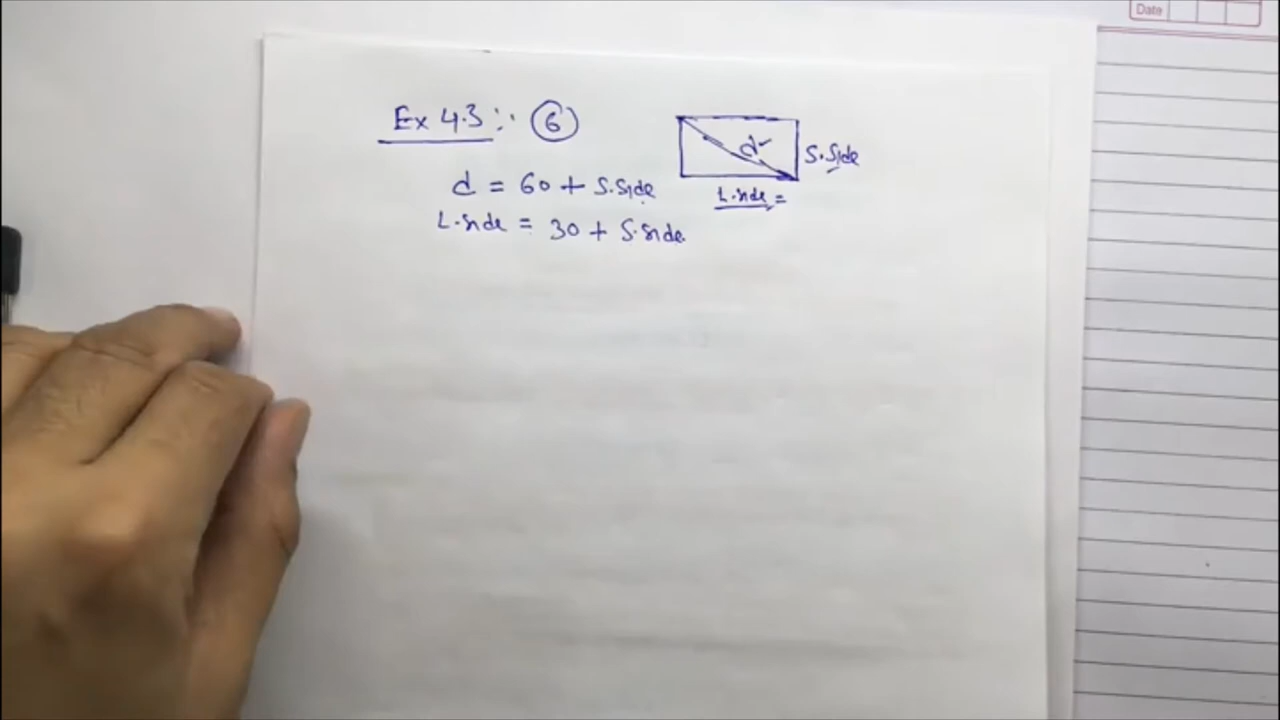 Date
Ex 4.3 :· 6
d
S.Side
L.side =
d = 60 + S.Side
L.side = 30 + S.side